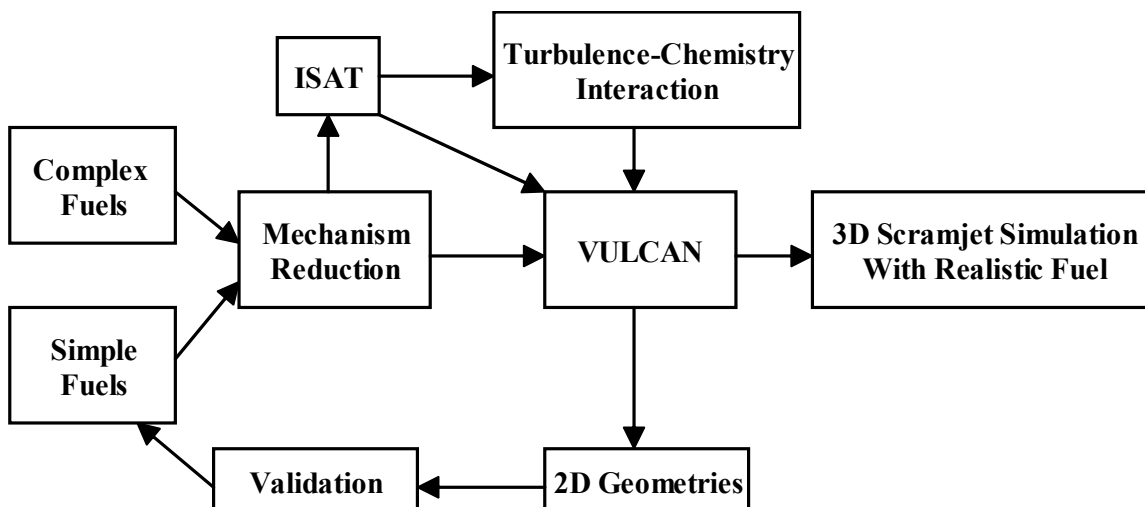 ISAT
Turbulence-Chemistry
Interaction
Complex
Fuels
Mechanism
Reduction
VULCAN
3D Scramjet Simulation
With Realistic Fuel
Simple
Fuels
Validation
2D Geometries